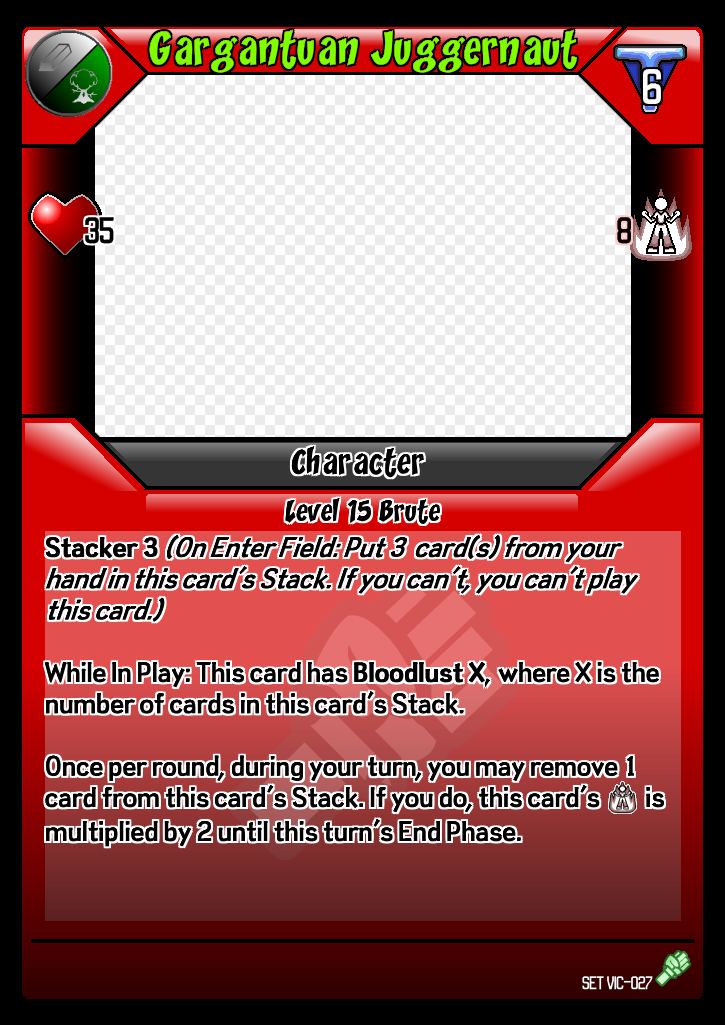 Gargantuan Juggernaut
6
35
8
Character
Level 15 Brute
Stacker 3 (On Enter Field: Put 3 card(s) from your
hand in this card's Stack. If you can't, you can't play
this card.)
While In Play: This card has Bloodlust X, where X is the
number of cards in this card's Stack.
Once per round, during your turn, you may remove 1
card from this card's Stack. If you do, this card's is
multiplied by 2 until this turn's End Phase.
SET VIC-027